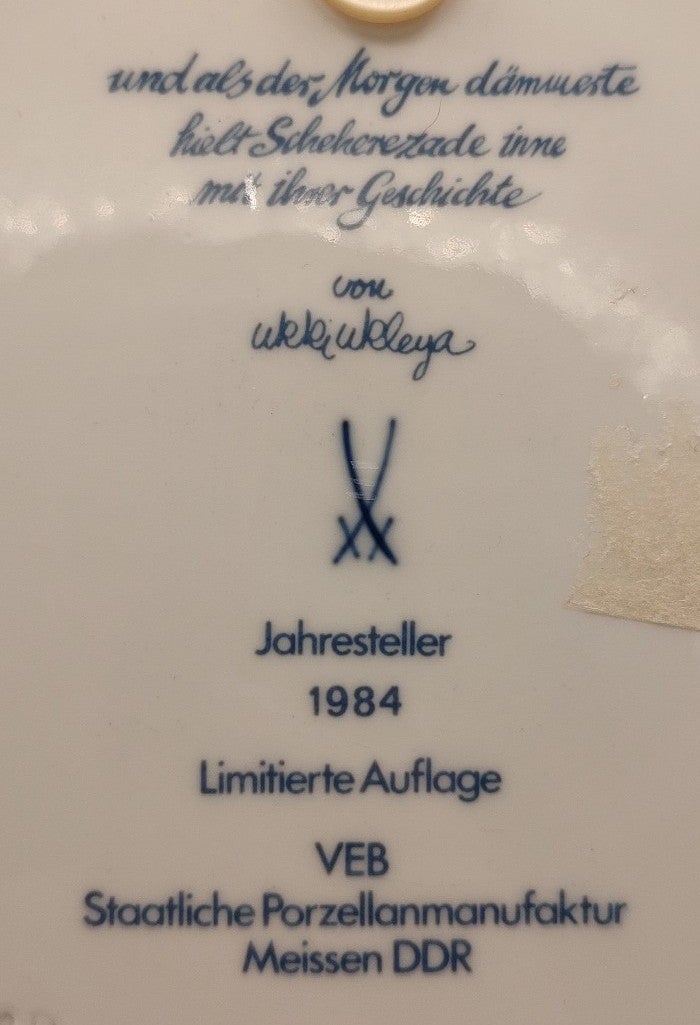 und als der Morgen dämmerte
hielt Scheherezade inne
mit ihrer Geschichte
von
Jahresteller
1984
Limitierte Auflage
VEB
Staatliche Porzellanmanufaktur
Meissen DDR